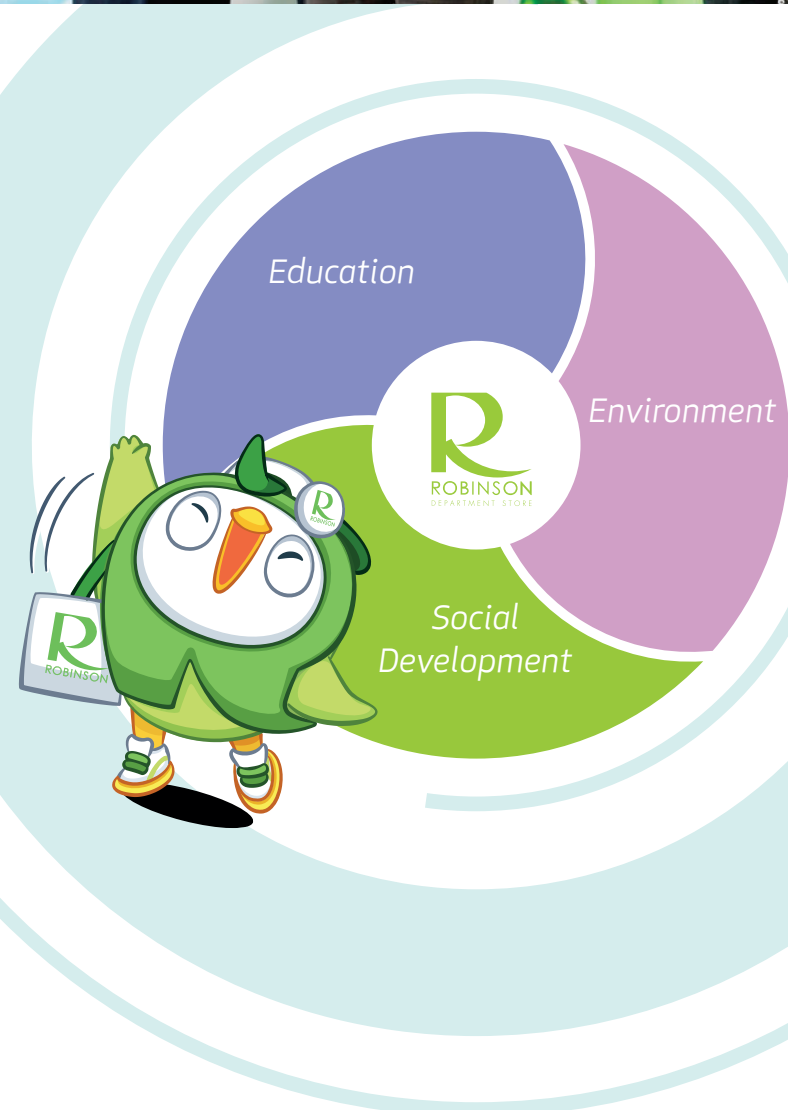 Education
Environment
R
ROBINSON
DEPARTMENT STORE
R
ROBINSON
Social
Development
R
ROBINSON